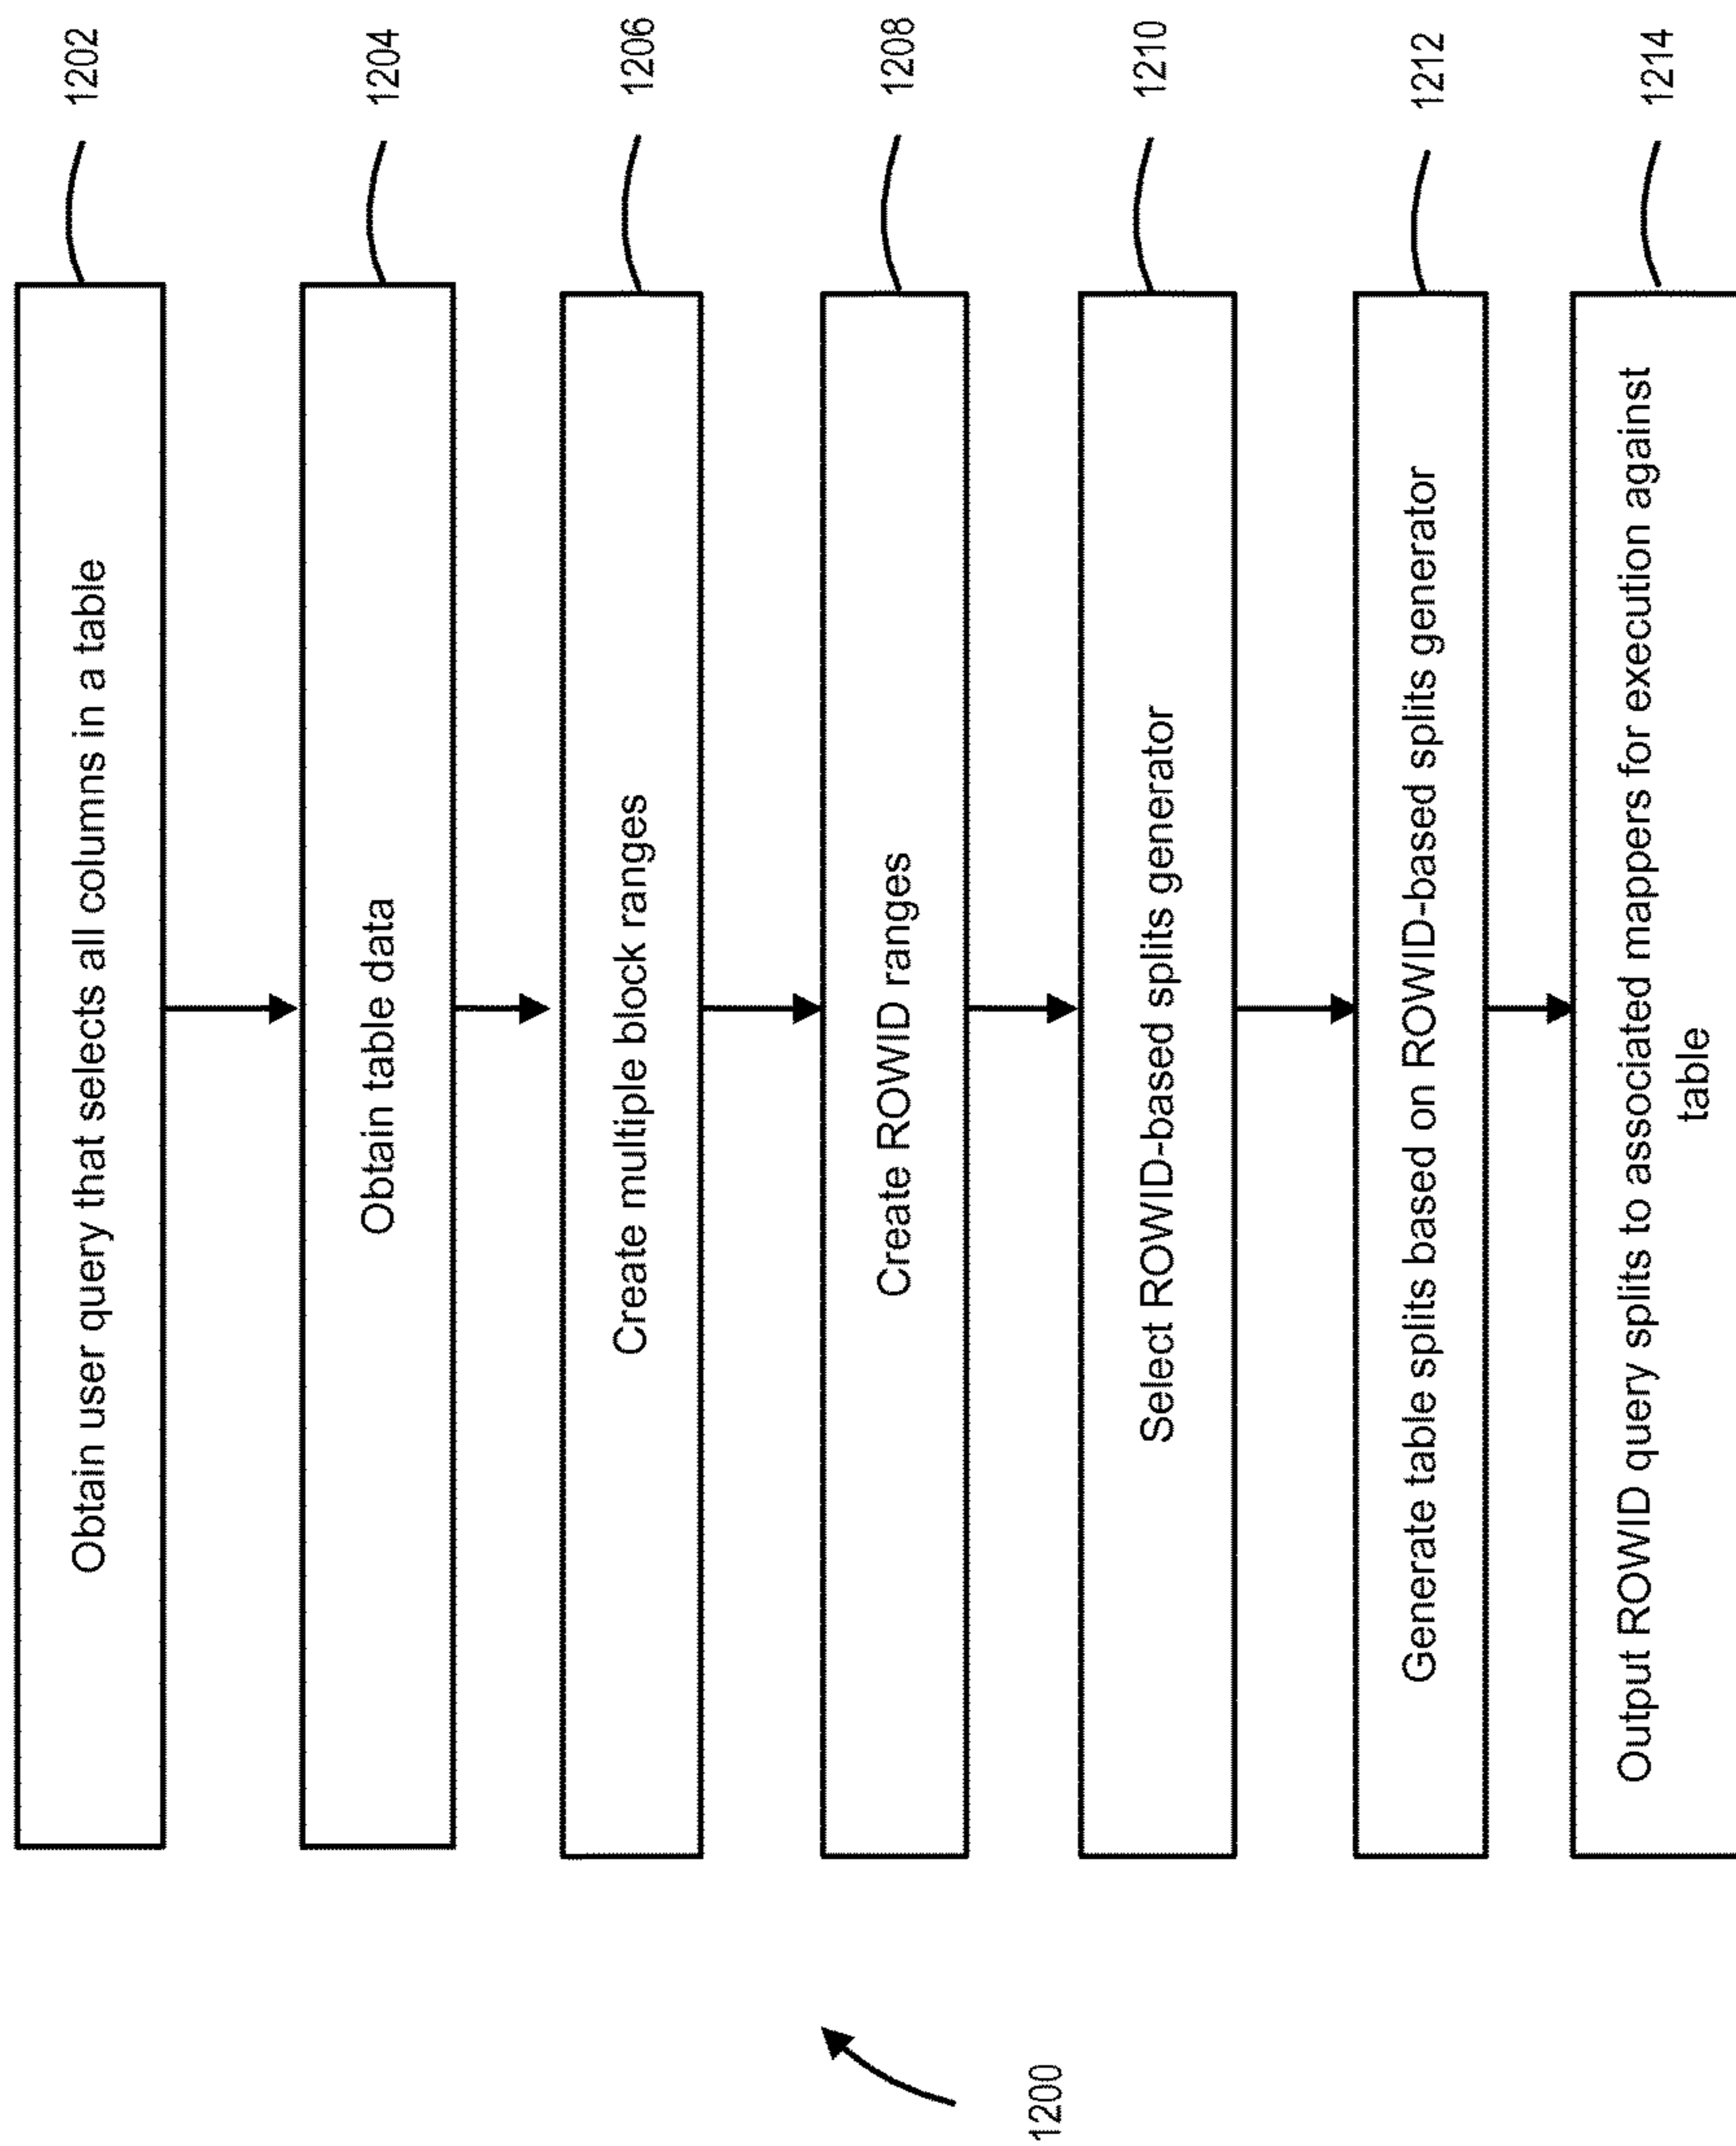 Obtain user query that selects all columns in a table
1202
Obtain table data
1204
Create multiple block ranges
1206
Create ROWID ranges
1208
Select ROWID-based splits generator
1210
Generate table splits based on ROWID-based splits generator
1212
Output ROWID query splits to associated mappers for execution against
table
1214
1200